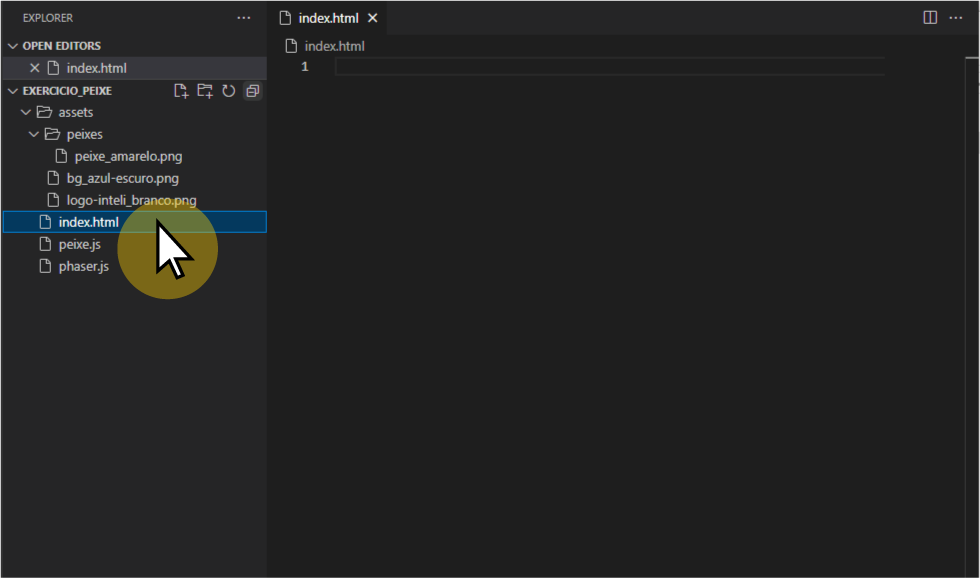 EXPLORER
index.html
OPEN EDITORS
index.html
index.html
1
EXERCICIO_PEIXE
assets
peixes
peixe_amarelo.png
bg_azul-escuro.png
logo-inteli_branco.png
index.html
peixe.js
phaser.js